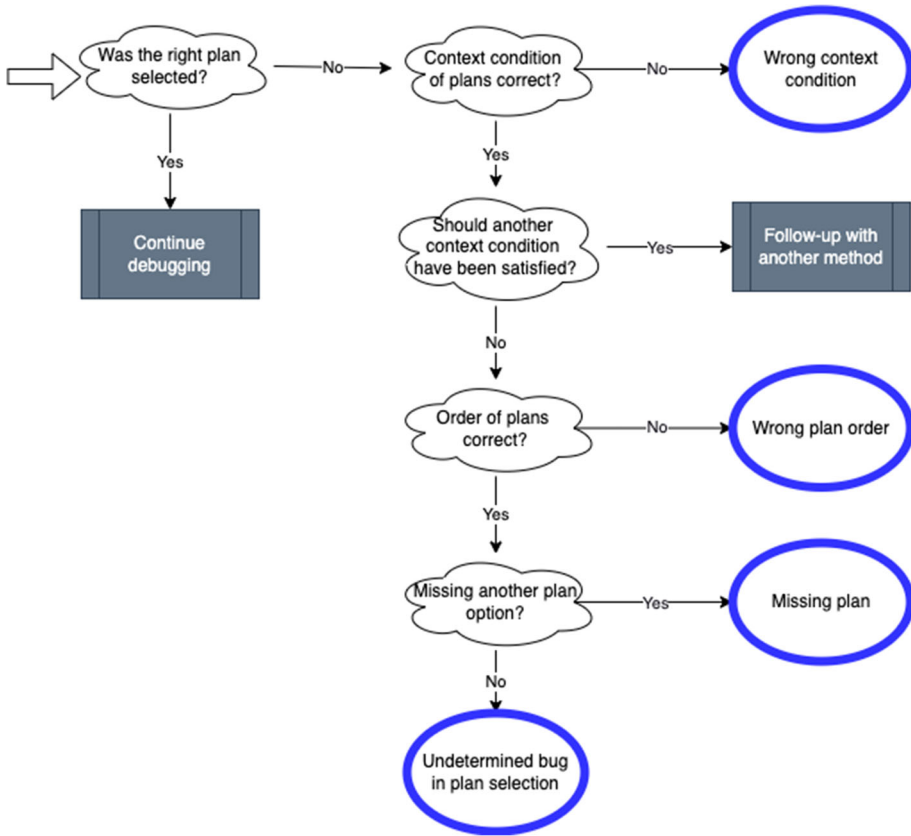 Was the right plan
selected?
No
Context condition
of plans correct?
No
Wrong context
condition
Yes
Yes
Continue
debugging
Should another
context condition
have been satisfied?
Yes
Follow-up with
another method
No
Order of plans
correct?
No
Wrong plan order
Yes
Missing another plan
option?
Yes
Missing plan
No
Undetermined bug
in plan selection